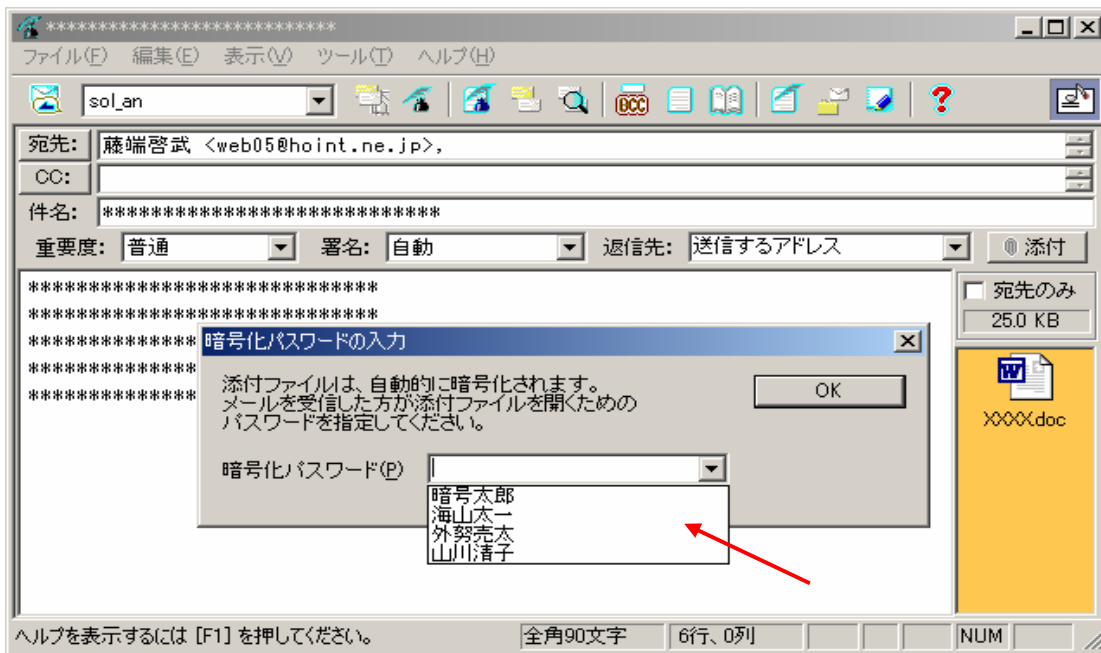 ****************************
ファイル(F) 編集(E) 表示(V) ツール(T) ヘルプ(H)
sol_an
BCC
?
宛先: 藤端啓武 <web05@hoint.ne.jp>,
CC:
件名: ****************************
重要度: 普通 署名: 自動 返信先: 送信するアドレス 添付
*****************************
*****************************
**************
**************
**************
宛先のみ
25.0 KB
XXXX.doc
暗号化パスワードの入力
添付ファイルは、自動的に暗号化されます。
メールを受信した方が添付ファイルを開くための
パスワードを指定してください。
OK
暗号化パスワード(P)
暗号太郎
海山太一
外努売太
山川清子
ヘルプを表示するには [F1] を押してください。 全角90文字 6行、0列 NUM